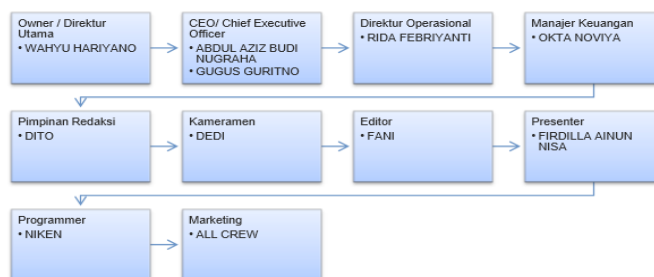 Owner / Direktur
Utama
• WAHYU HARIYANO
CEO/ Chief Executive
Officer
• ABDUL AZIZ BUDI
NUGRAHA
• GUGUS GURITNO
Direktur Operasional
• RIDA FEBRIYANTI
Manajer Keuangan
• OKTA NOVIYA
Pimpinan Redaksi
• DITO
Kameramen
• DEDI
Editor
• FANI
Presenter
• FIRDILLA AINUN
NISA
Programmer
• NIKEN
Marketing
• ALL CREW